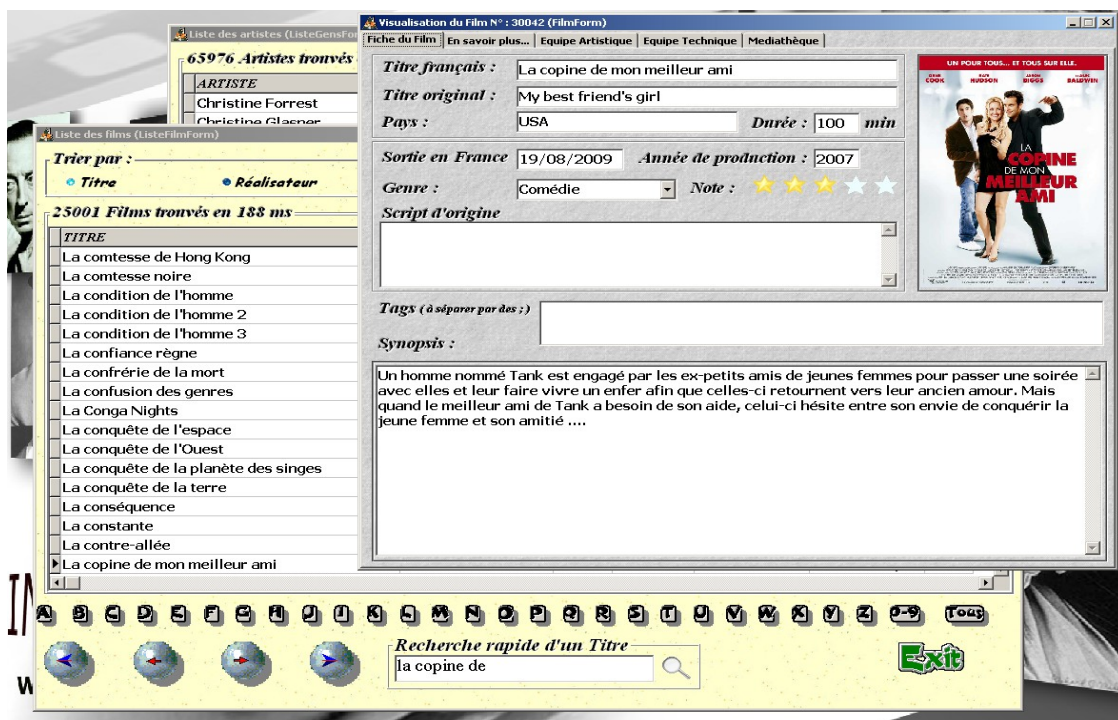 Liste des artistes (ListeGensFor
65976 Artistes trouvés
ARTISTE
Christine Forrest
Christine Glasner
Liste des films (ListeFilmForm)
Trier par :
Titre
Réalisateur
25001 Films trouvés en 188 ms
TITRE
La comtesse de Hong Kong
La comtesse noire
La condition de l'homme
La condition de l'homme 2
La condition de l'homme 3
La confiance règne
La confrérie de la mort
La confusion des genres
La Conga Nights
La conquête de l'espace
La conquête de l'Ouest
La conquête de la planète des singes
La conquête de la terre
La conséquence
La constante
La contre-allée
La copine de mon meilleur ami
A B C D E F G H I J K L M N O P Q R S T U V W X Y Z 0-9 Tous
Recherche rapide d'un Titre
la copine de
Exit
Visualisation du Film N° : 30042 (FilmForm)
Fiche du Film En savoir plus... Equipe Artistique Equipe Technique Mediathèque
Titre français : La copine de mon meilleur ami
Titre original : My best friend's girl
Pays : USA Durée : 100 min
Sortie en France 19/08/2009 Année de production : 2007
Genre : Comédie Note :
Script d'origine
Tags (à séparer par des ; )
Synopsis :
Un homme nommé Tank est engagé par les ex-petits amis de jeunes femmes pour passer une soirée
avec elles et leur faire vivre un enfer afin que celles-ci retournent vers leur ancien amour. Mais
quand le meilleur ami de Tank a besoin de son aide, celui-ci hésite entre son envie de conquérir la
jeune femme et son amitié ....
UN POUR TOUS... ET TOUS SUR ELLE.
COOK HUDSON BIGGS BALDWIN
LA
COPINE
DE MON
MEILLEUR
AMI
IN
W